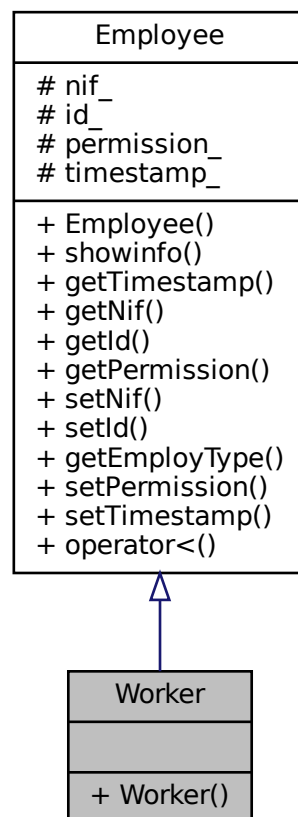 Employee
# nif_
# id_
# permission_
# timestamp_
+ Employee()
+ showinfo()
+ getTimestamp()
+ getNif()
+ getId()
+ getPermission()
+ setNif()
+ setId()
+ getEmployType()
+ setPermission()
+ setTimestamp()
+ operator<()
Worker
+ Worker()